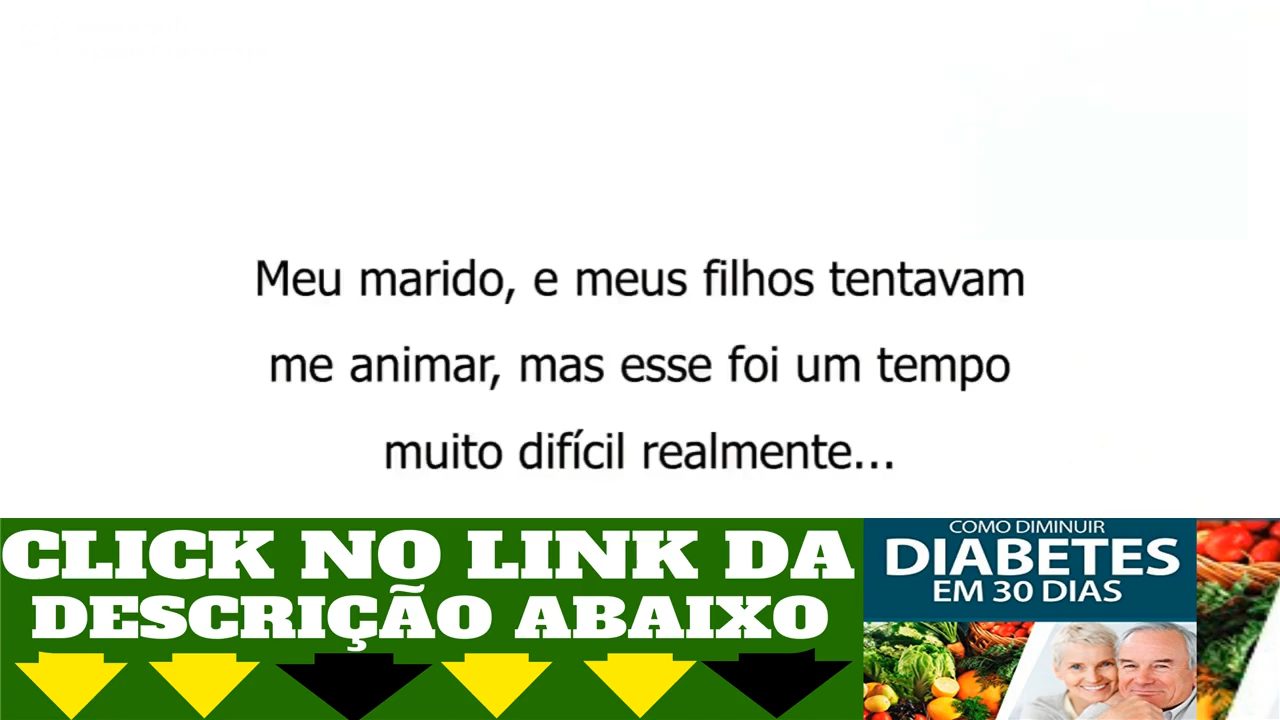 Meu marido, e meus filhos tentavam
me animar, mas esse foi um tempo
muito difícil realmente...
CLICK NO LINK DA
DESCRIÇÃO ABAIXO
COMO DIMINUIR
DIABETES
EM 30 DIAS